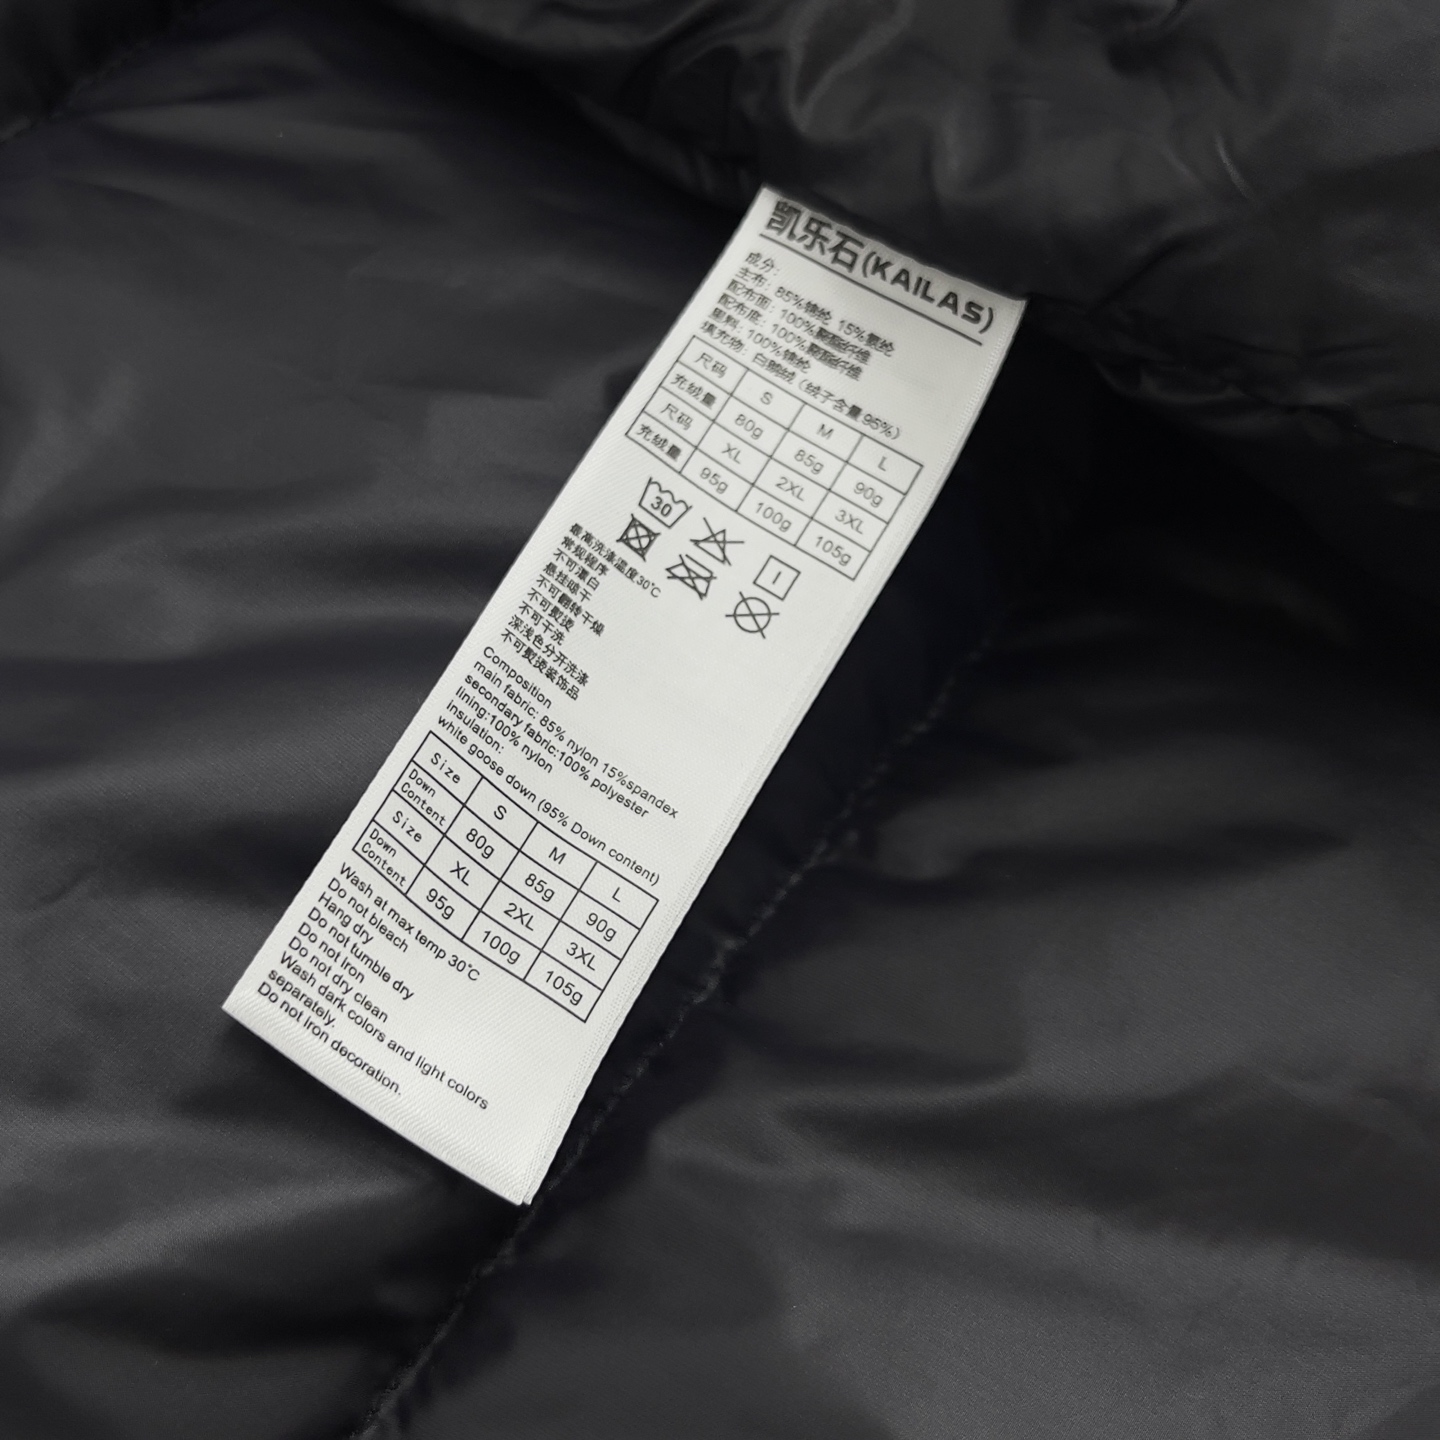 凯乐石(KAILAS)
成分:
主布: 85%锦纶 15%氨纶
配布面: 100%聚酯纤维
配布底: 100%聚酯纤维
里料: 100%锦纶
填充物: 白鹅绒 (绒子含量95%)
尺码 S M L
充绒量 80g 85g 90g
尺码 XL 2XL 3XL
充绒量 95g 100g 105g
30
最高洗涤温度30℃
常规程序
不可漂白
悬挂晾干
不可翻转干燥
不可熨烫
不可干洗
深浅色分开洗涤
不可熨烫装饰品
Composition
main fabric: 85% nylon 15%spandex
secondary fabric:100% polyester
lining:100% nylon
insulation:
white goose down (95% Down content)
Size S M L
Down Content 80g 85g 90g
Size XL 2XL 3XL
Down Content 95g 100g 105g
Wash at max temp 30℃
Do not bleach
Hang dry
Do not tumble dry
Do not Iron
Do not dry clean
Wash dark colors and light colors
separately.
Do not Iron decoration.